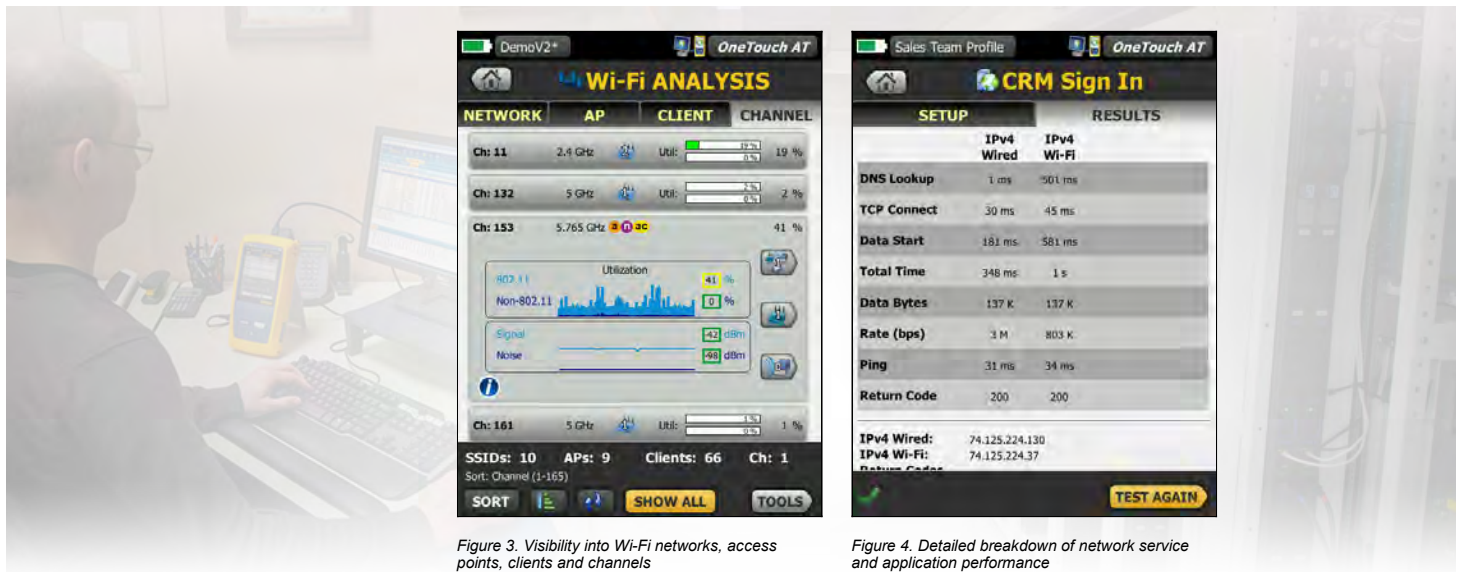 DemoV2*
OneTouch AT
Wi-Fi ANALYSIS
NETWORK AP CLIENT CHANNEL
Ch: 11 2.4 GHz Util: 19 % 0 % 19 %
Ch: 132 5 GHz Util: 2 % 0 % 2 %
Ch: 153 5.765 GHz a n ac 41 %
Utilization
802.11 41 %
Non-802.11 0 %
Signal -42 dBm
Noise -98 dBm
Ch: 161 5 GHz Util: 1 % 0 % 1 %
SSIDs: 10 APs: 9 Clients: 66 Ch: 1
Sort: Channel (1-165)
SORT SHOW ALL TOOLS
Figure 3. Visibility into Wi-Fi networks, access
points, clients and channels
Sales Team Profile
OneTouch AT
CRM Sign In
SETUP RESULTS
IPv4 IPv4
Wired Wi-Fi
DNS Lookup 1 ms 501 ms
TCP Connect 30 ms 45 ms
Data Start 181 ms 581 ms
Total Time 348 ms 1 s
Data Bytes 137 K 137 K
Rate (bps) 3 M 803 K
Ping 31 ms 34 ms
Return Code 200 200
IPv4 Wired: 74.125.224.130
IPv4 Wi-Fi: 74.125.224.37
Return Codes
TEST AGAIN
Figure 4. Detailed breakdown of network service
and application performance